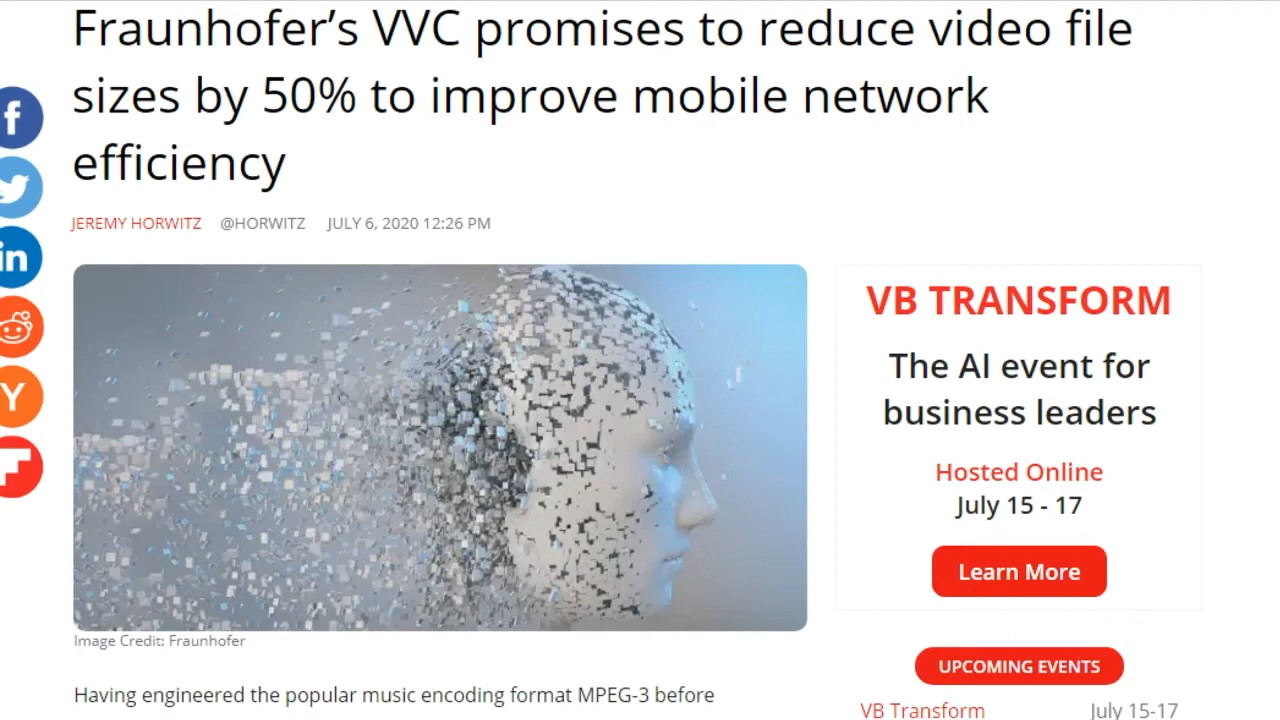 Fraunhofer’s VVC promises to reduce video file
sizes by 50% to improve mobile network
efficiency
JEREMY HORWITZ @HORWITZ JULY 6, 2020 12:26 PM
f
in
Y
VB TRANSFORM
The AI event for
business leaders
Hosted Online
July 15 - 17
Learn More
Image Credit: Fraunhofer
UPCOMING EVENTS
Having engineered the popular music encoding format MPEG-3 before
VB Transform July 15-17